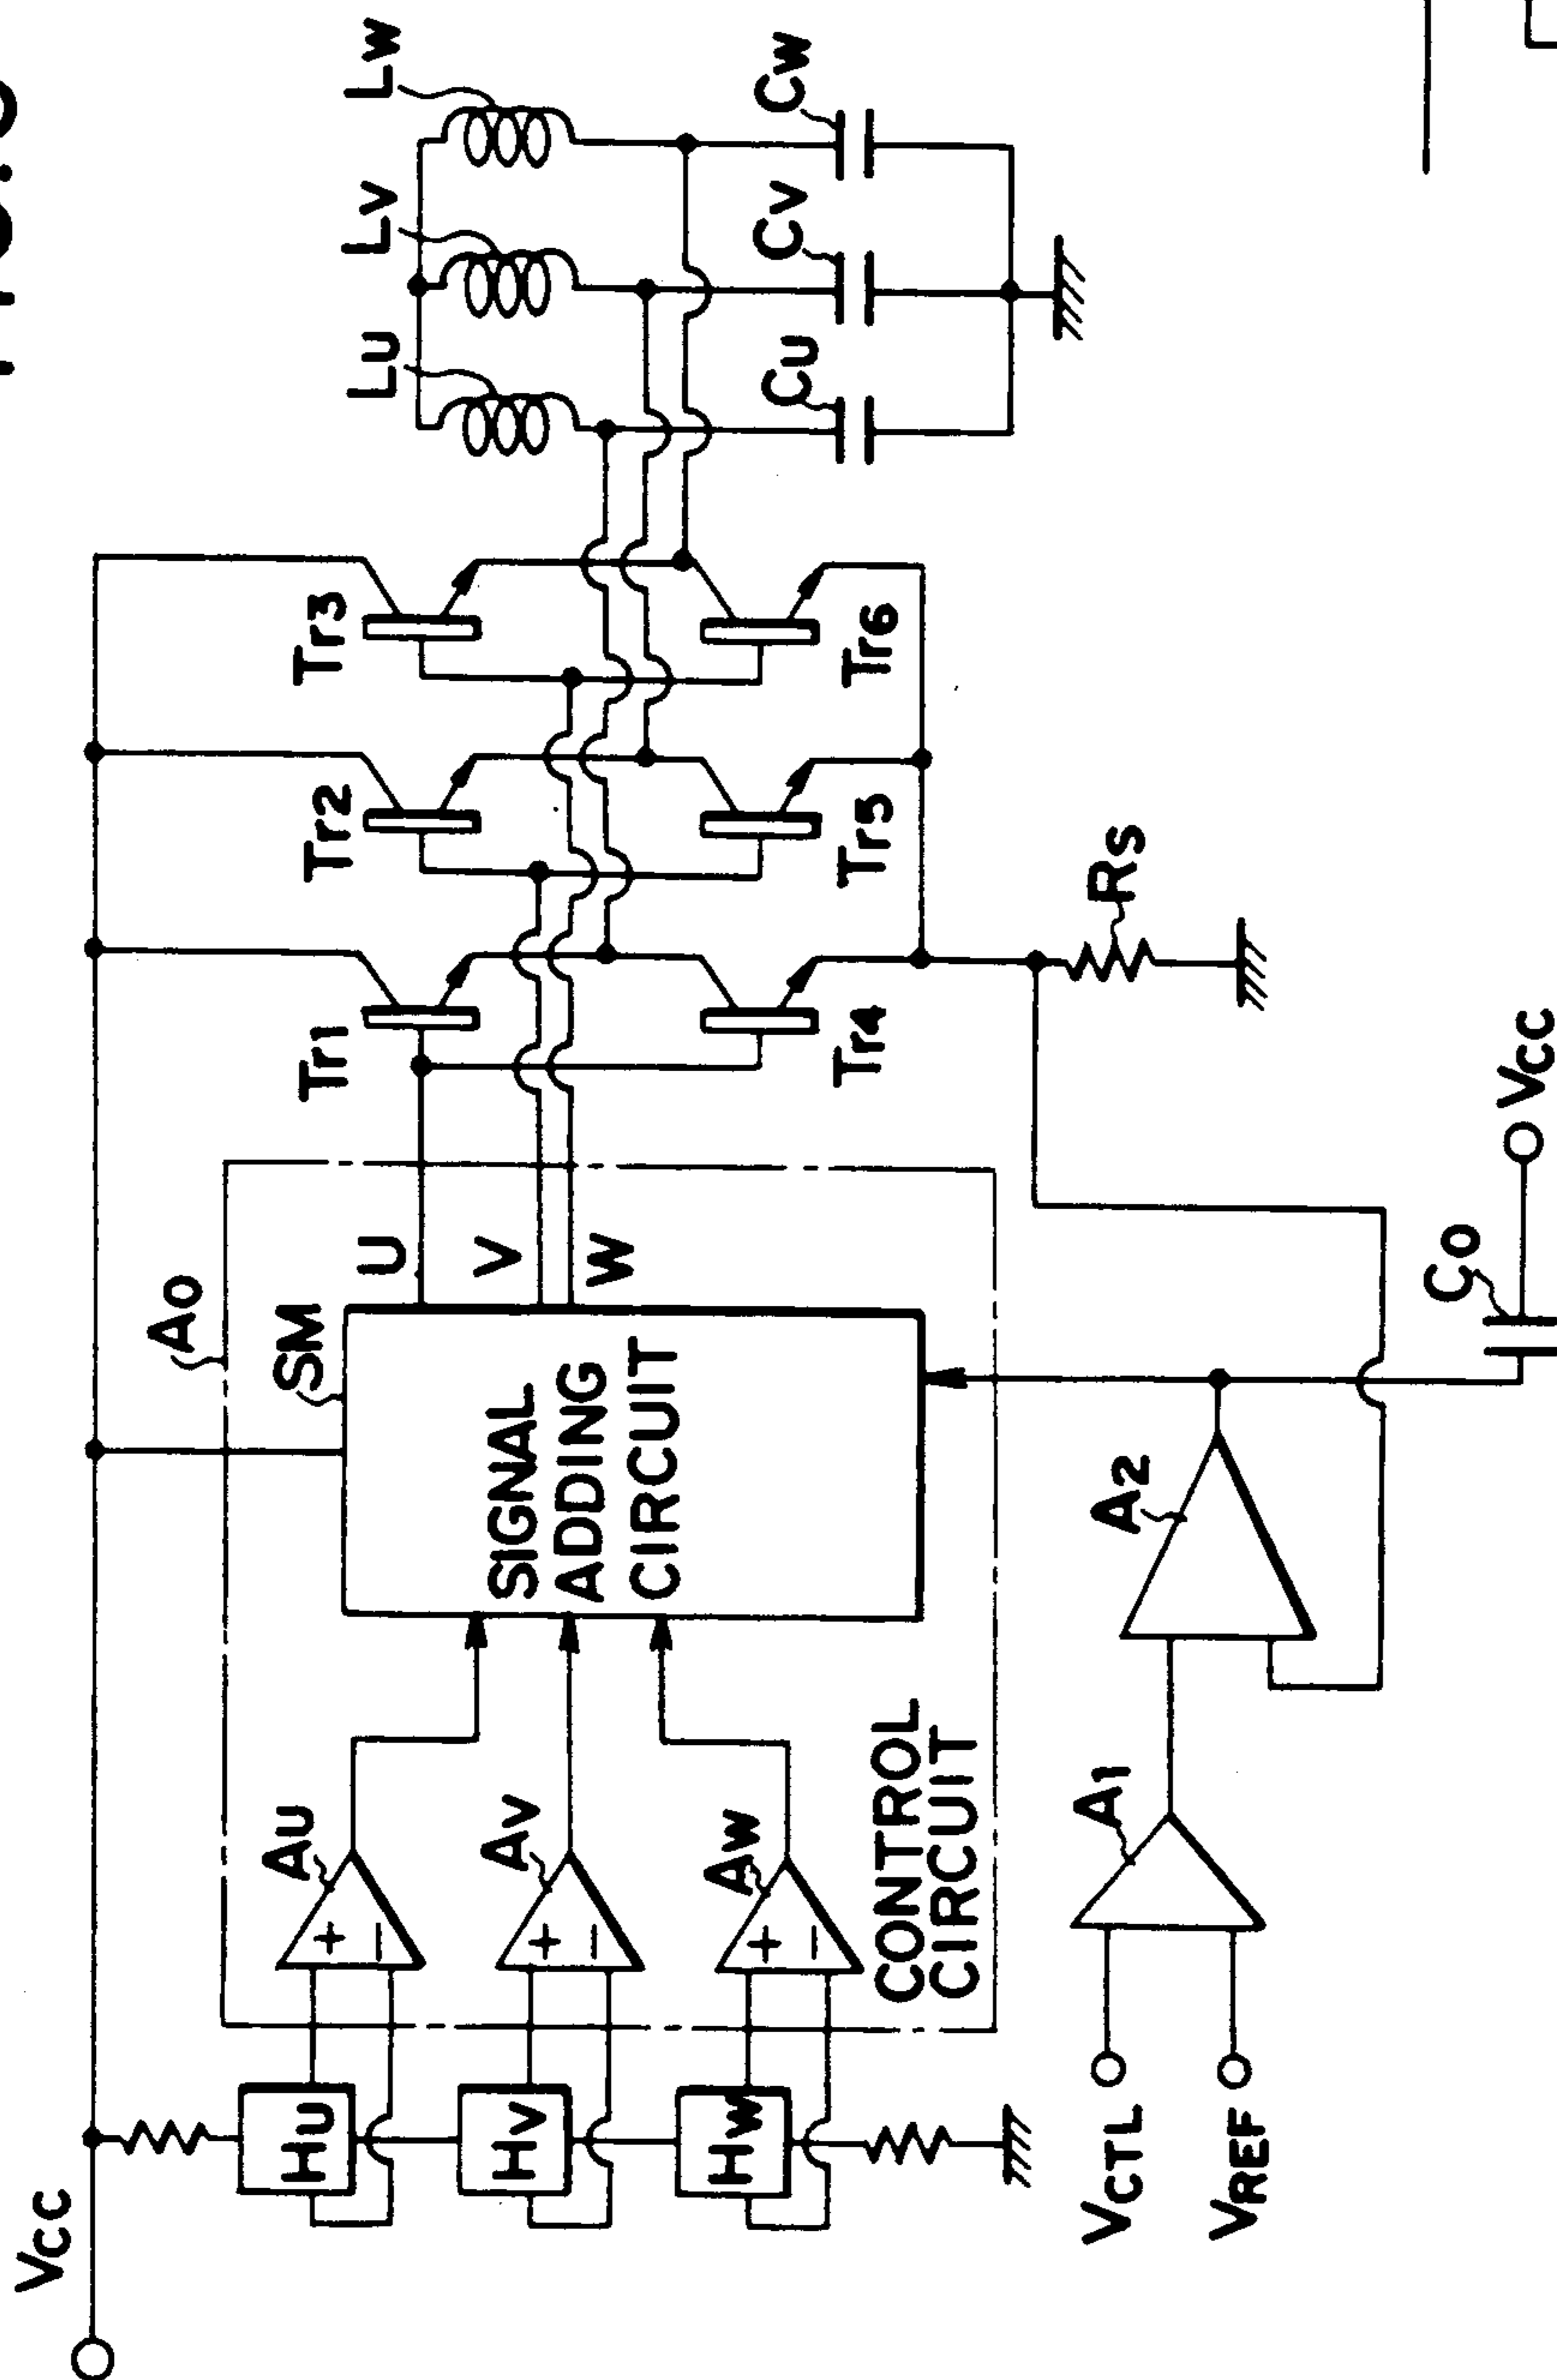 Vcc
Ao
SM
Tr1
Tr2
Tr3
LU
LV
LW
HU
HV
HW
AU
AV
AW
+
−
+
−
+
−
SIGNAL
ADDING
CIRCUIT
U
V
W
CONTROL
CIRCUIT
Tr4
Tr5
Tr6
CU
CV
CW
RS
VCTL
VREF
A1
A2
Co
Vcc